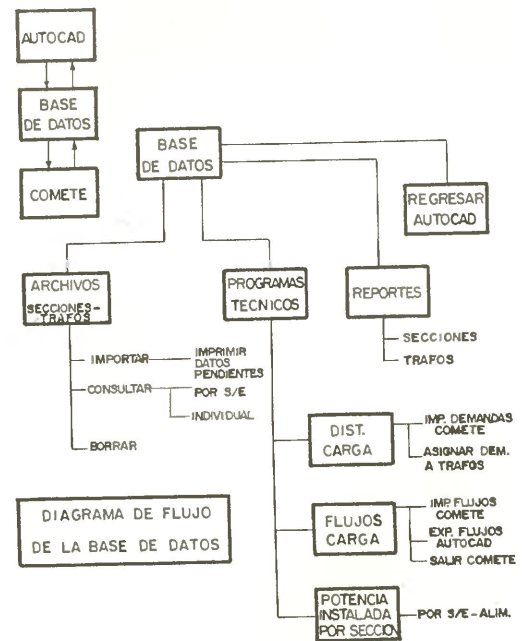 AUTOCAD
BASE
DE DATOS
COMETE
BASE
DE DATOS
REGRESAR
AUTOCAD
ARCHIVOS
SECCIONES-
TRAFOS
PROGRAMAS
TECNICOS
REPORTES
SECCIONES
TRAFOS
IMPORTAR
IMPRIMIR
DATOS
PENDIENTES
CONSULTAR
POR S/E
INDIVIDUAL
BORRAR
DIST.
CARGA
IMP. DEMANDAS
COMETE
ASIGNAR DEM.
A TRAFOS
FLUJOS
CARGA
IMP. FLUJOS
COMETE
EXP. FLUJOS
AUTOCAD
SALIR COMETE
POTENCIA
INSTALADA
POR SECCION
POR S/E-ALIM.
DIAGRAMA DE FLUJO
DE LA BASE DE DATOS